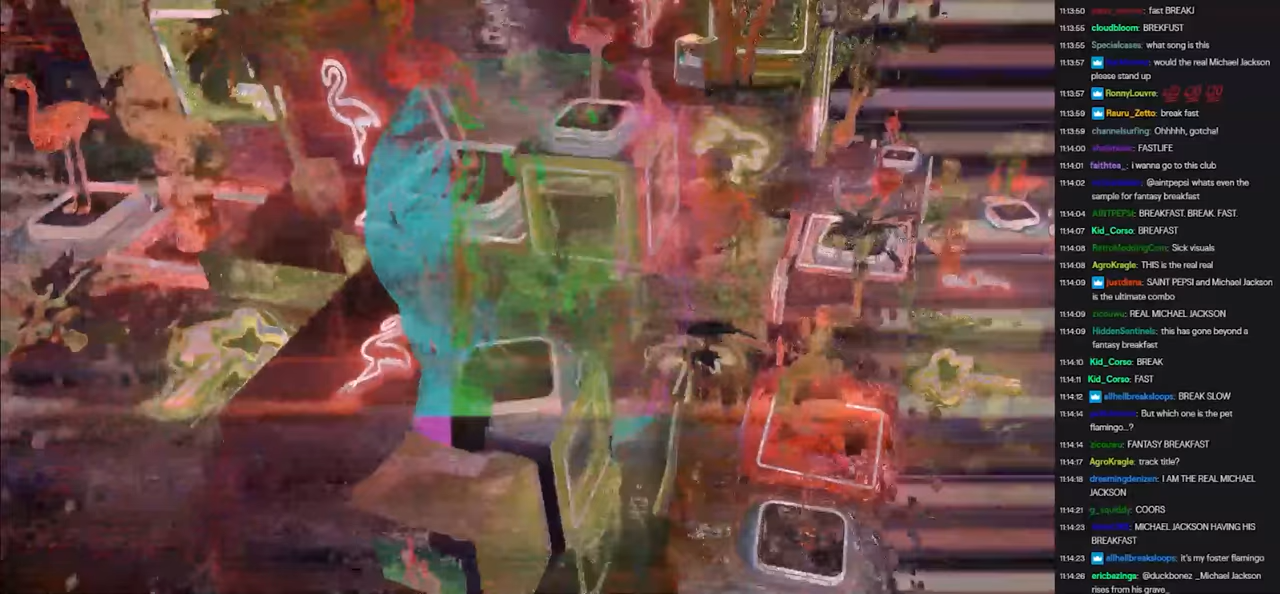 11:13:50 : fast BREAKJ
11:13:55 cloudbloom: BREKFUST
11:13:55 Specialcases: what song is this
11:13:57 : would the real Michael Jackson
please stand up
11:13:57 RonnyLouvre:
11:13:59 Rauru_Zetto: break fast
11:13:59 channelsurfing: Ohhhhh, gotcha!
11:14:00 : FASTLIFE
11:14:01 faithtea_: i wanna go to this club
11:14:02 : @aintpepsi whats even the
sample for fantasy breakfast
11:14:04 AINTPEPSI: BREAKFAST. BREAK. FAST.
11:14:07 Kid_Corso: BREAFAST
11:14:08 : Sick visuals
11:14:08 AgroKragle: THIS is the real real
11:14:09 justdisna: SAINT PEPSI and Michael Jackson
is the ultimate combo
11:14:09 zicouwu: REAL MICHAEL JACKSON
11:14:09 HiddenSentinels: this has gone beyond a
fantasy breakfast
11:14:10 Kid_Corso: BREAK
11:14:11 Kid_Corso: FAST
11:14:12 allhellbreaksloops: BREAK SLOW
11:14:14 : But which one is the pet
flamingo...?
11:14:14 zicouwu: FANTASY BREAKFAST
11:14:17 AgroKragle: track title?
11:14:18 dreamingdenizen: I AM THE REAL MICHAEL
JACKSON
11:14:21 g_squiddy: COORS
11:14:23 : MICHAEL JACKSON HAVING HIS
BREAKFAST
11:14:23 allhellbreaksloops: it's my foster flamingo
11:14:26 ericbazinga: @duckbonez _Michael Jackson
rises from his grave_